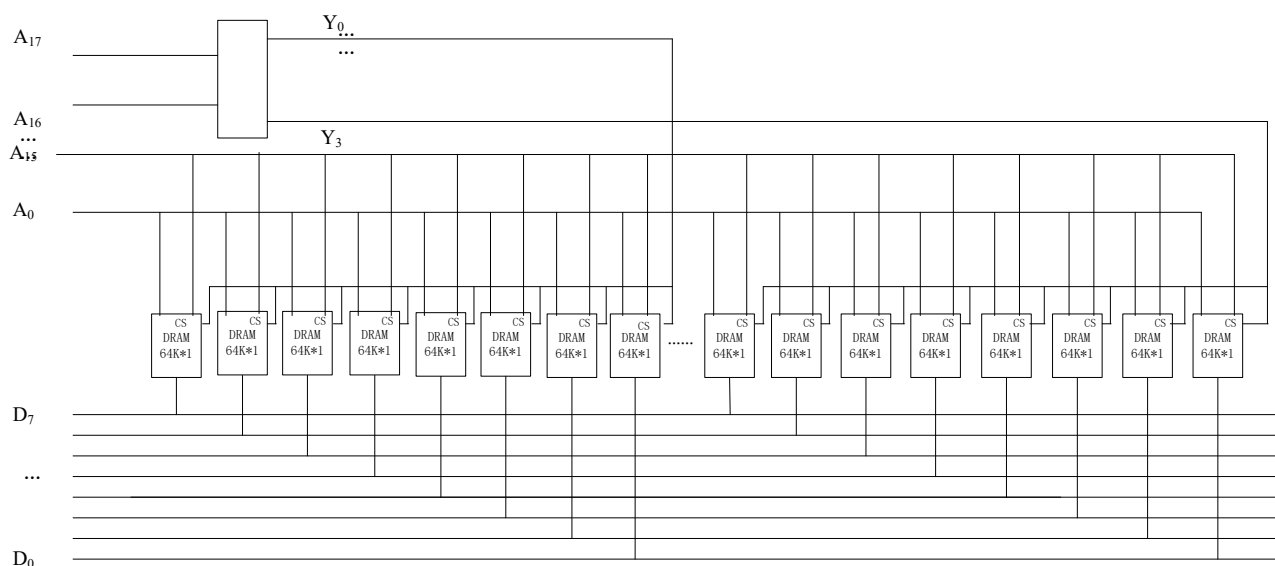 A₁₇ Y₀
...
...
A₁₆
... Y₃
A₁₅
A₀
CS CS CS CS CS CS CS CS CS CS CS CS CS CS CS CS
DRAM DRAM DRAM DRAM DRAM DRAM DRAM DRAM ...... DRAM DRAM DRAM DRAM DRAM DRAM DRAM DRAM
64K*1 64K*1 64K*1 64K*1 64K*1 64K*1 64K*1 64K*1 64K*1 64K*1 64K*1 64K*1 64K*1 64K*1 64K*1 64K*1
D₇
...
D₀